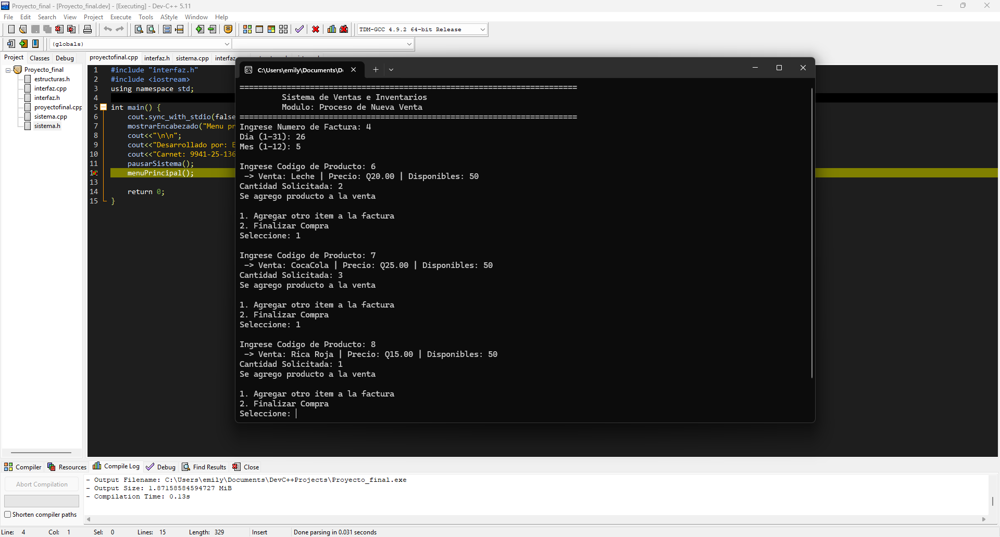 Proyecto_final - [Proyecto_final.dev] - [Executing] - Dev-C++ 5.11
File Edit Search View Project Execute Tools AStyle Window Help
TDM-GCC 4.9.2 64-bit Release
(globals)
Project Classes Debug
proyectofinal.cpp interfaz.h sistema.cpp interfaz
Proyecto_final
estructuras.h
interfaz.cpp
interfaz.h
proyectofinal.cpp
sistema.cpp
sistema.h
1 #include "interfaz.h"
2 #include <iostream>
3 using namespace std;
4
5 int main() {
6 cout.sync_with_stdio(false
7 mostrarEncabezado("Menu pr
8 cout<<"\n\n";
9 cout<<"Desarrollado por: E
10 cout<<"Carnet: 9941-25-136
11 pausarSistema();
menuPrincipal();
13
14 return 0;
15 }
C:\Users\emily\Documents\D
========================================================================
Sistema de Ventas e Inventarios
Modulo: Proceso de Nueva Venta
========================================================================
Ingrese Numero de Factura: 4
Dia (1-31): 26
Mes (1-12): 5
Ingrese Codigo de Producto: 6
-> Venta: Leche | Precio: Q20.00 | Disponibles: 50
Cantidad Solicitada: 2
Se agrego producto a la venta
1. Agregar otro item a la factura
2. Finalizar Compra
Seleccione: 1
Ingrese Codigo de Producto: 7
-> Venta: CocaCola | Precio: Q25.00 | Disponibles: 50
Cantidad Solicitada: 3
Se agrego producto a la venta
1. Agregar otro item a la factura
2. Finalizar Compra
Seleccione: 1
Ingrese Codigo de Producto: 8
-> Venta: Rica Roja | Precio: Q15.00 | Disponibles: 50
Cantidad Solicitada: 1
Se agrego producto a la venta
1. Agregar otro item a la factura
2. Finalizar Compra
Seleccione:
Compiler Resources Compile Log Debug Find Results Close
Abort Compilation
Shorten compiler paths
- Output Filename: C:\Users\emily\Documents\DevC++Projects\Proyecto_final.exe
- Output Size: 1.87158584594727 MiB
- Compilation Time: 0.13s
Line: 4 Col: 1 Sel: 0 Lines: 15 Length: 329 Insert Done parsing in 0.031 seconds